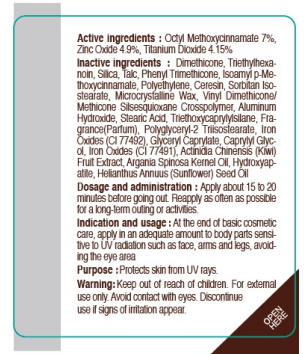 Active ingredients : Octyl Methoxycinnamate 7%,
Zinc Oxide 4.9%, Titanium Dioxide 4.15%
Inactive ingredients : Dimethicone, Triethylhexa-
noin, Silica, Talc, Phenyl Trimethicone, Isoamyl p-Me-
thoxycinnamate, Polyethylene, Ceresin, Sorbitan Iso-
stearate, Microcrystalline Wax, Vinyl Dimethicone/
Methicone Silsesquioxane Crosspolymer, Aluminum
Hydroxide, Stearic Acid, Triethoxycaprylylsilane, Fra-
grance(Parfum), Polyglyceryl-2 Triisostearate, Iron
Oxides (CI 77492), Glyceryl Caprylate, Caprylyl Glyc-
ol, Iron Oxides (CI 77491), Actinidia Chinensis (Kiwi)
Fruit Extract, Argania Spinosa Kernel Oil, Hydroxyap-
atite, Helianthus Annuus (Sunflower) Seed Oil
Dosage and administration : Apply about 15 to 20
minutes before going out. Reapply as often as possible
for a long-term outing or activities.
Indication and usage : At the end of basic cosmetic
care, apply in an adequate amount to body parts sensi-
tive to UV radiation such as face, arms and legs, avoid-
ing the eye area
Purpose : Protects skin from UV rays.
Warning: Keep out of reach of children. For external
use only. Avoid contact with eyes. Discontinue
use if signs of irritation appear.
OPEN
HERE